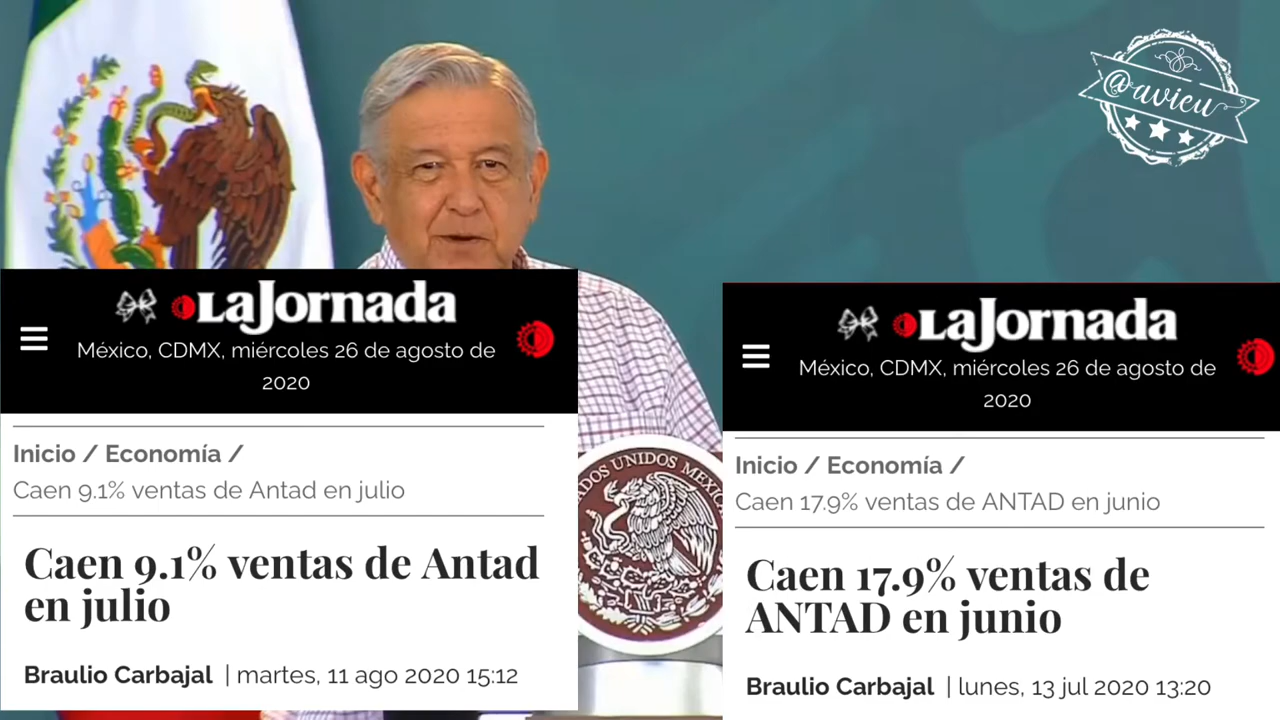 @avieu
LaJornada
México, CDMX, miércoles 26 de agosto de
2020
Inicio / Economía /
Caen 9.1% ventas de Antad en julio
Caen 9.1% ventas de Antad
en julio
Braulio Carbajal | martes, 11 ago 2020 15:12
ADOS UNIDOS MEXIC
LaJornada
México, CDMX, miércoles 26 de agosto de
2020
Inicio / Economía /
Caen 17.9% ventas de ANTAD en junio
Caen 17.9% ventas de
ANTAD en junio
Braulio Carbajal | lunes, 13 jul 2020 13:20